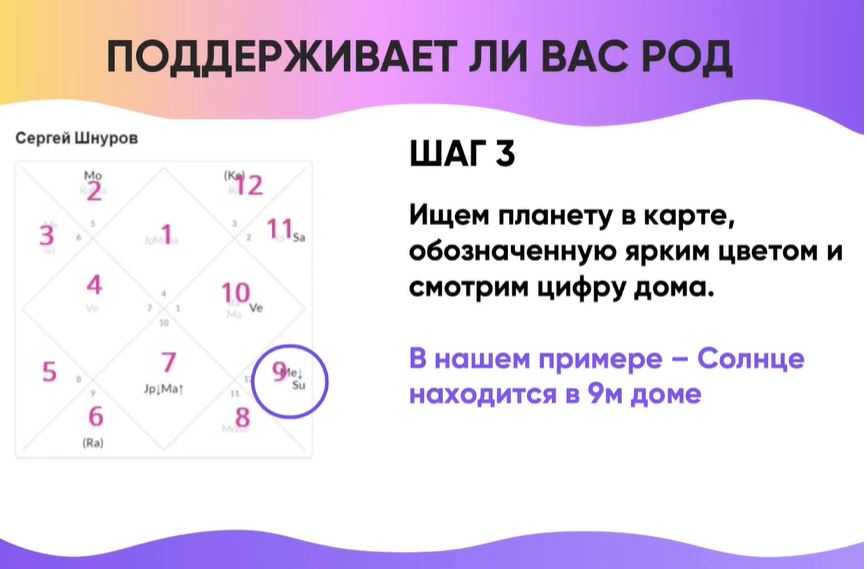 ПОДДЕРЖИВАЕТ ЛИ ВАС РОД
Сергей Шнуров
ШАГ 3
Ищем планету в карте,
обозначенную ярким цветом и
смотрим цифру дома.
В нашем примере – Солнце
находится в 9м доме
Mo
2
12
3
5
6
1
3
2
11
Sa
4
Ve
4
7
1
10
10
Ma
Ve
5
8
9
7
Jp↓Ma↑
11
9
Me↓
Su
6
(Ra)
8